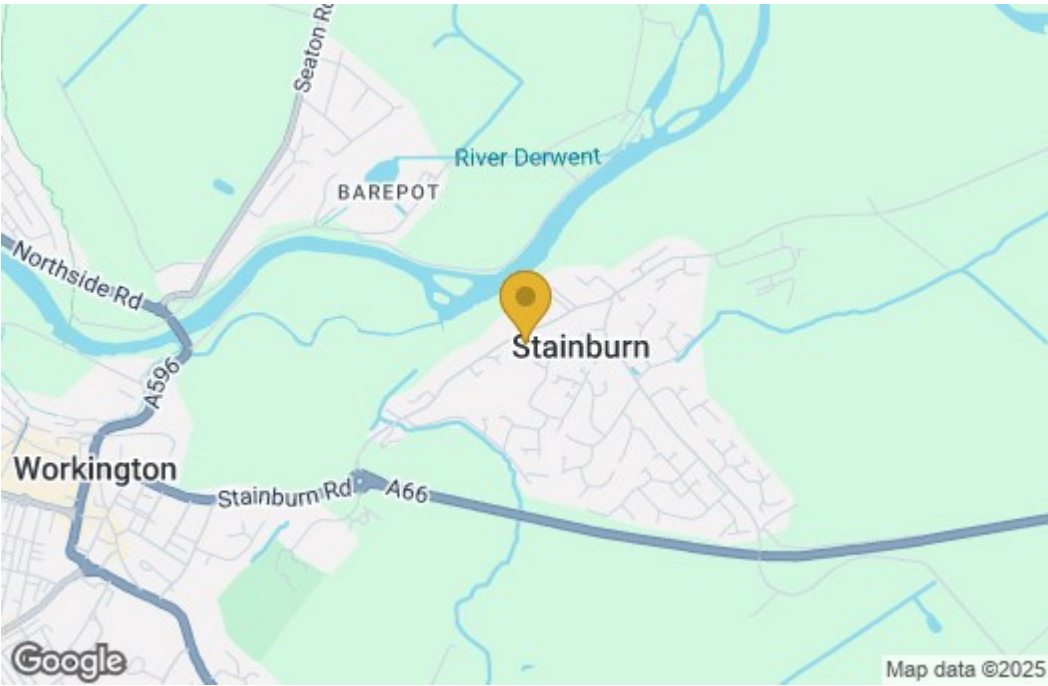 Seaton Rd
River Derwent
BAREPOT
Northside Rd
Stainburn
A596
Workington
Stainburn Rd
A66
Google
Map data ©2025